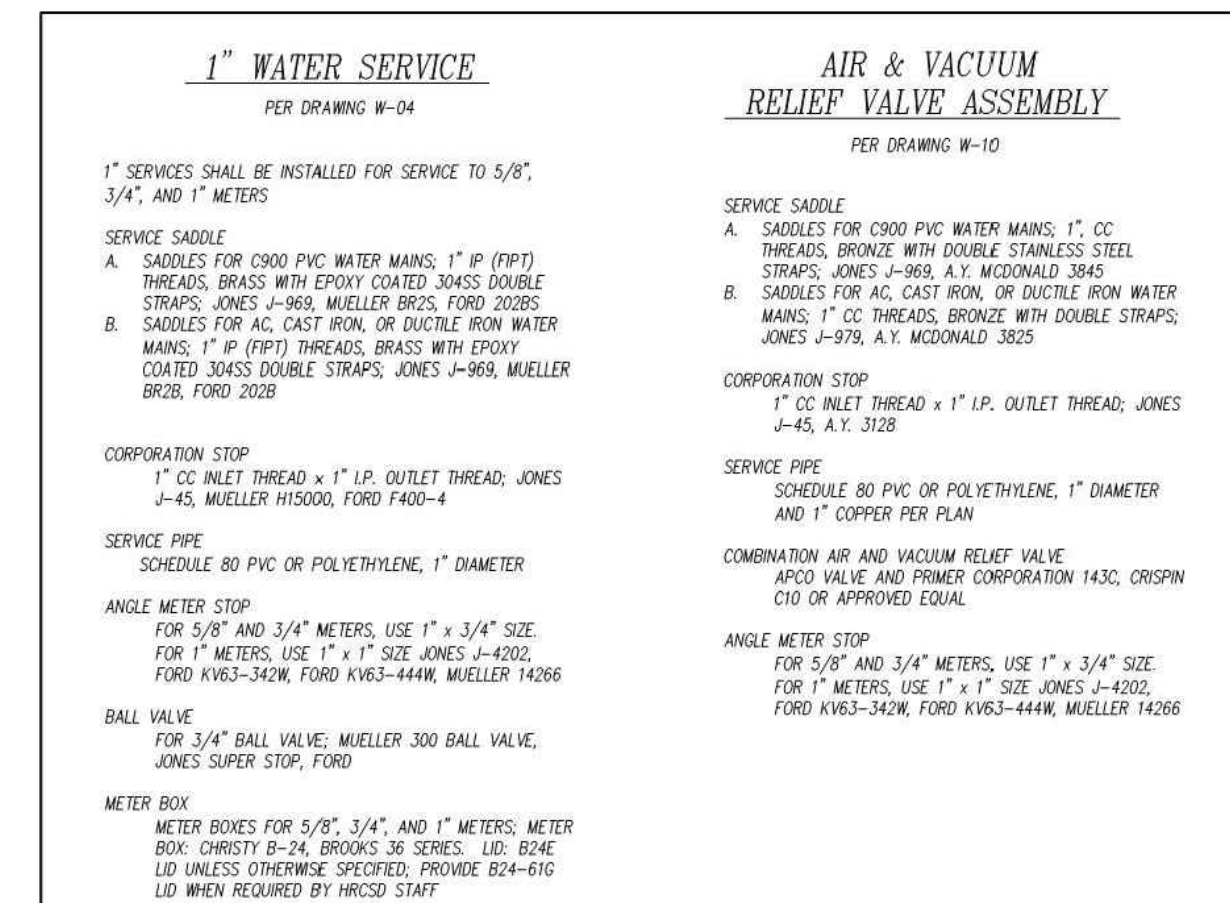 1" WATER SERVICE
PER DRAWING W-04
1" SERVICES SHALL BE INSTALLED FOR SERVICE TO 5/8",
3/4", AND 1" METERS
SERVICE SADDLE
A. SADDLES FOR C900 PVC WATER MAINS; 1" IP (FIPT)
THREADS, BRASS WITH EPOXY COATED 304SS DOUBLE
STRAPS; JONES J-969, MUELLER BR2S, FORD 202BS
B. SADDLES FOR AC, CAST IRON, OR DUCTILE IRON WATER
MAINS; 1" IP (FIPT) THREADS, BRASS WITH EPOXY
COATED 304SS DOUBLE STRAPS; JONES J-969, MUELLER
BR2B, FORD 202B
CORPORATION STOP
1" CC INLET THREAD x 1" I.P. OUTLET THREAD; JONES
J-45, MUELLER H15000, FORD F400-4
SERVICE PIPE
SCHEDULE 80 PVC OR POLYETHYLENE, 1" DIAMETER
ANGLE METER STOP
FOR 5/8" AND 3/4" METERS, USE 1" x 3/4" SIZE.
FOR 1" METERS, USE 1" x 1" SIZE JONES J-4202,
FORD KV63-342W, FORD KV63-444W, MUELLER 14266
BALL VALVE
FOR 3/4" BALL VALVE; MUELLER 300 BALL VALVE,
JONES SUPER STOP, FORD
METER BOX
METER BOXES FOR 5/8", 3/4", AND 1" METERS; METER
BOX: CHRISTY B-24, BROOKS 36 SERIES. LID: B24E
LID UNLESS OTHERWISE SPECIFIED; PROVIDE B24-61G
LID WHEN REQUIRED BY HRCSD STAFF
AIR & VACUUM
RELIEF VALVE ASSEMBLY
PER DRAWING W-10
SERVICE SADDLE
A. SADDLES FOR C900 PVC WATER MAINS; 1", CC
THREADS, BRONZE WITH DOUBLE STAINLESS STEEL
STRAPS; JONES J-969, A.Y. MCDONALD 3845
B. SADDLES FOR AC, CAST IRON, OR DUCTILE IRON WATER
MAINS; 1" CC THREADS, BRONZE WITH DOUBLE STRAPS;
JONES J-979, A.Y. MCDONALD 3825
CORPORATION STOP
1" CC INLET THREAD x 1" I.P. OUTLET THREAD; JONES
J-45, A.Y. 3128
SERVICE PIPE
SCHEDULE 80 PVC OR POLYETHYLENE, 1" DIAMETER
AND 1" COPPER PER PLAN
COMBINATION AIR AND VACUUM RELIEF VALVE
APCO VALVE AND PRIMER CORPORATION 143C, CRISPIN
C10 OR APPROVED EQUAL
ANGLE METER STOP
FOR 5/8" AND 3/4" METERS, USE 1" x 3/4" SIZE.
FOR 1" METERS, USE 1" x 1" SIZE JONES J-4202,
FORD KV63-342W, FORD KV63-444W, MUELLER 14266